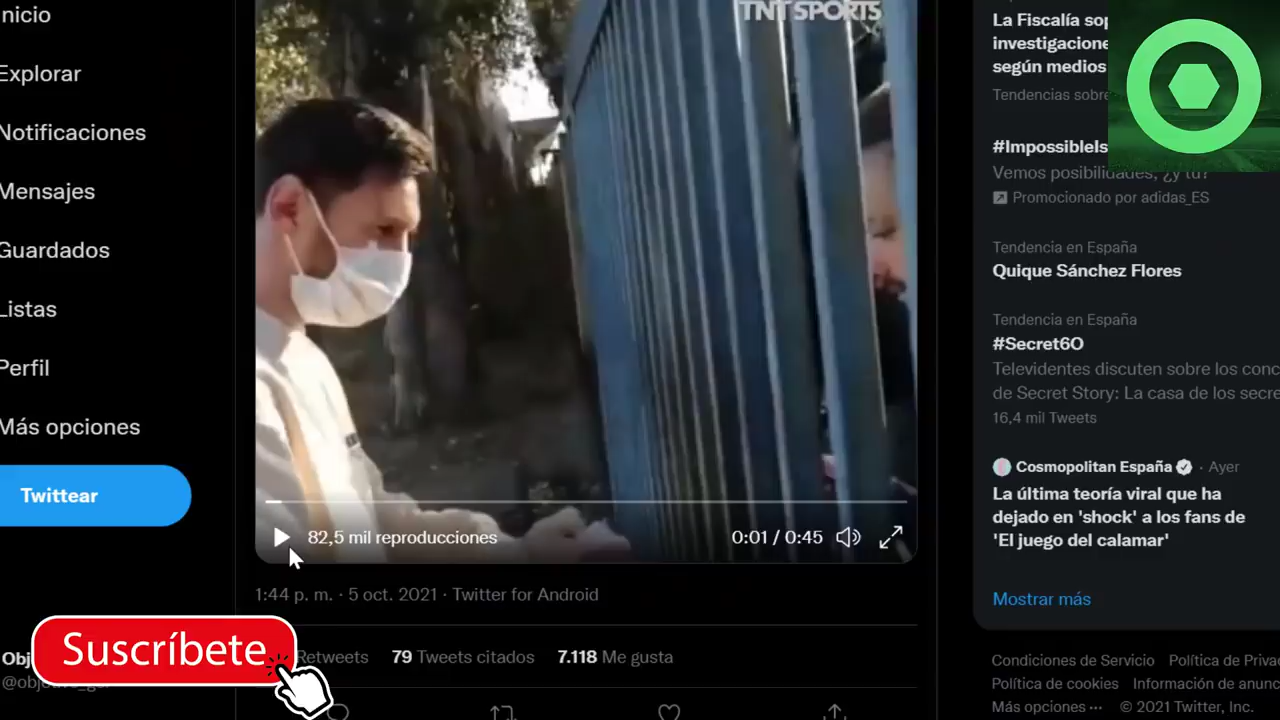 nicio
Explorar
Notificaciones
Mensajes
Guardados
Listas
Perfil
Más opciones
Twittear
Suscríbete
Obj
TNT SPORTS
82,5 mil reproducciones
0:01 / 0:45
1:44 p. m. · 5 oct. 2021 · Twitter for Android
Retweets 79 Tweets citados 7.118 Me gusta
La Fiscalía sop
investigacione
según medios
Tendencias sobre
#ImpossibleIs
Vemos posibilidades, ¿y tú?
Promocionado por adidas_ES
Tendencia en España
Quique Sánchez Flores
Tendencia en España
#Secret6O
Televidentes discuten sobre los conc
de Secret Story: La casa de los secre
16,4 mil Tweets
Cosmopolitan España · Ayer
La última teoría viral que ha
dejado en 'shock' a los fans de
'El juego del calamar'
Mostrar más
Condiciones de Servicio Política de Priva
Política de cookies Información de anunc
Más opciones ··· © 2021 Twitter, Inc.